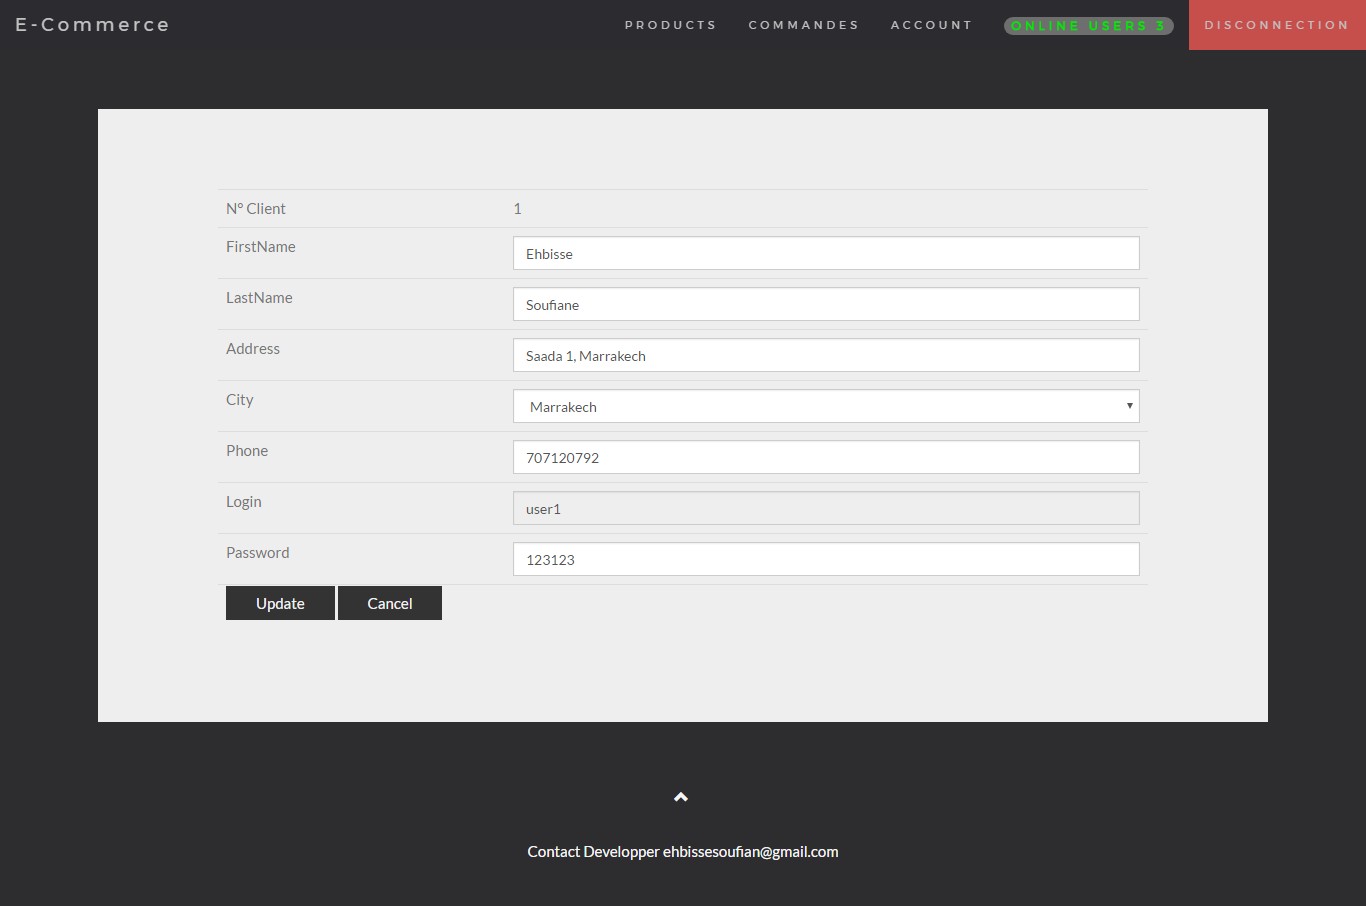 E-Commerce PRODUCTS COMMANDES ACCOUNT ONLINE USERS 3 DISCONNECTION
N° Client 1
FirstName Ehbisse
LastName Soufiane
Address Saada 1, Marrakech
City Marrakech
Phone 707120792
Login user1
Password 123123
Update Cancel
Contact Developper ehbissesoufian@gmail.com